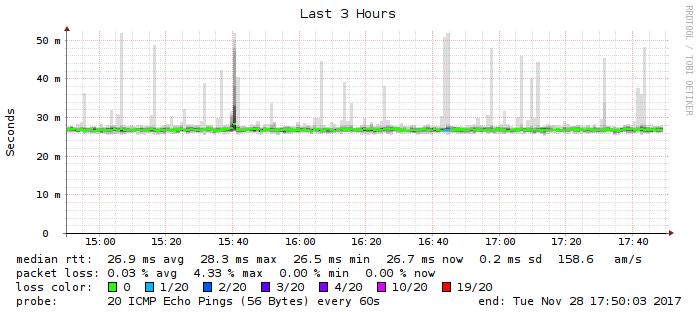 Last 3 Hours
RRDTOOL / TOBI OETIKER
Seconds
50 m
40 m
30 m
20 m
10 m
0
15:00 15:20 15:40 16:00 16:20 16:40 17:00 17:20 17:40
median rtt: 26.9 ms avg 28.3 ms max 26.5 ms min 26.7 ms now 0.2 ms sd 158.6 am/s
packet loss: 0.03 % avg 4.33 % max 0.00 % min 0.00 % now
loss color: 0 1/20 2/20 3/20 4/20 10/20 19/20
probe: 20 ICMP Echo Pings (56 Bytes) every 60s end: Tue Nov 28 17:50:03 2017